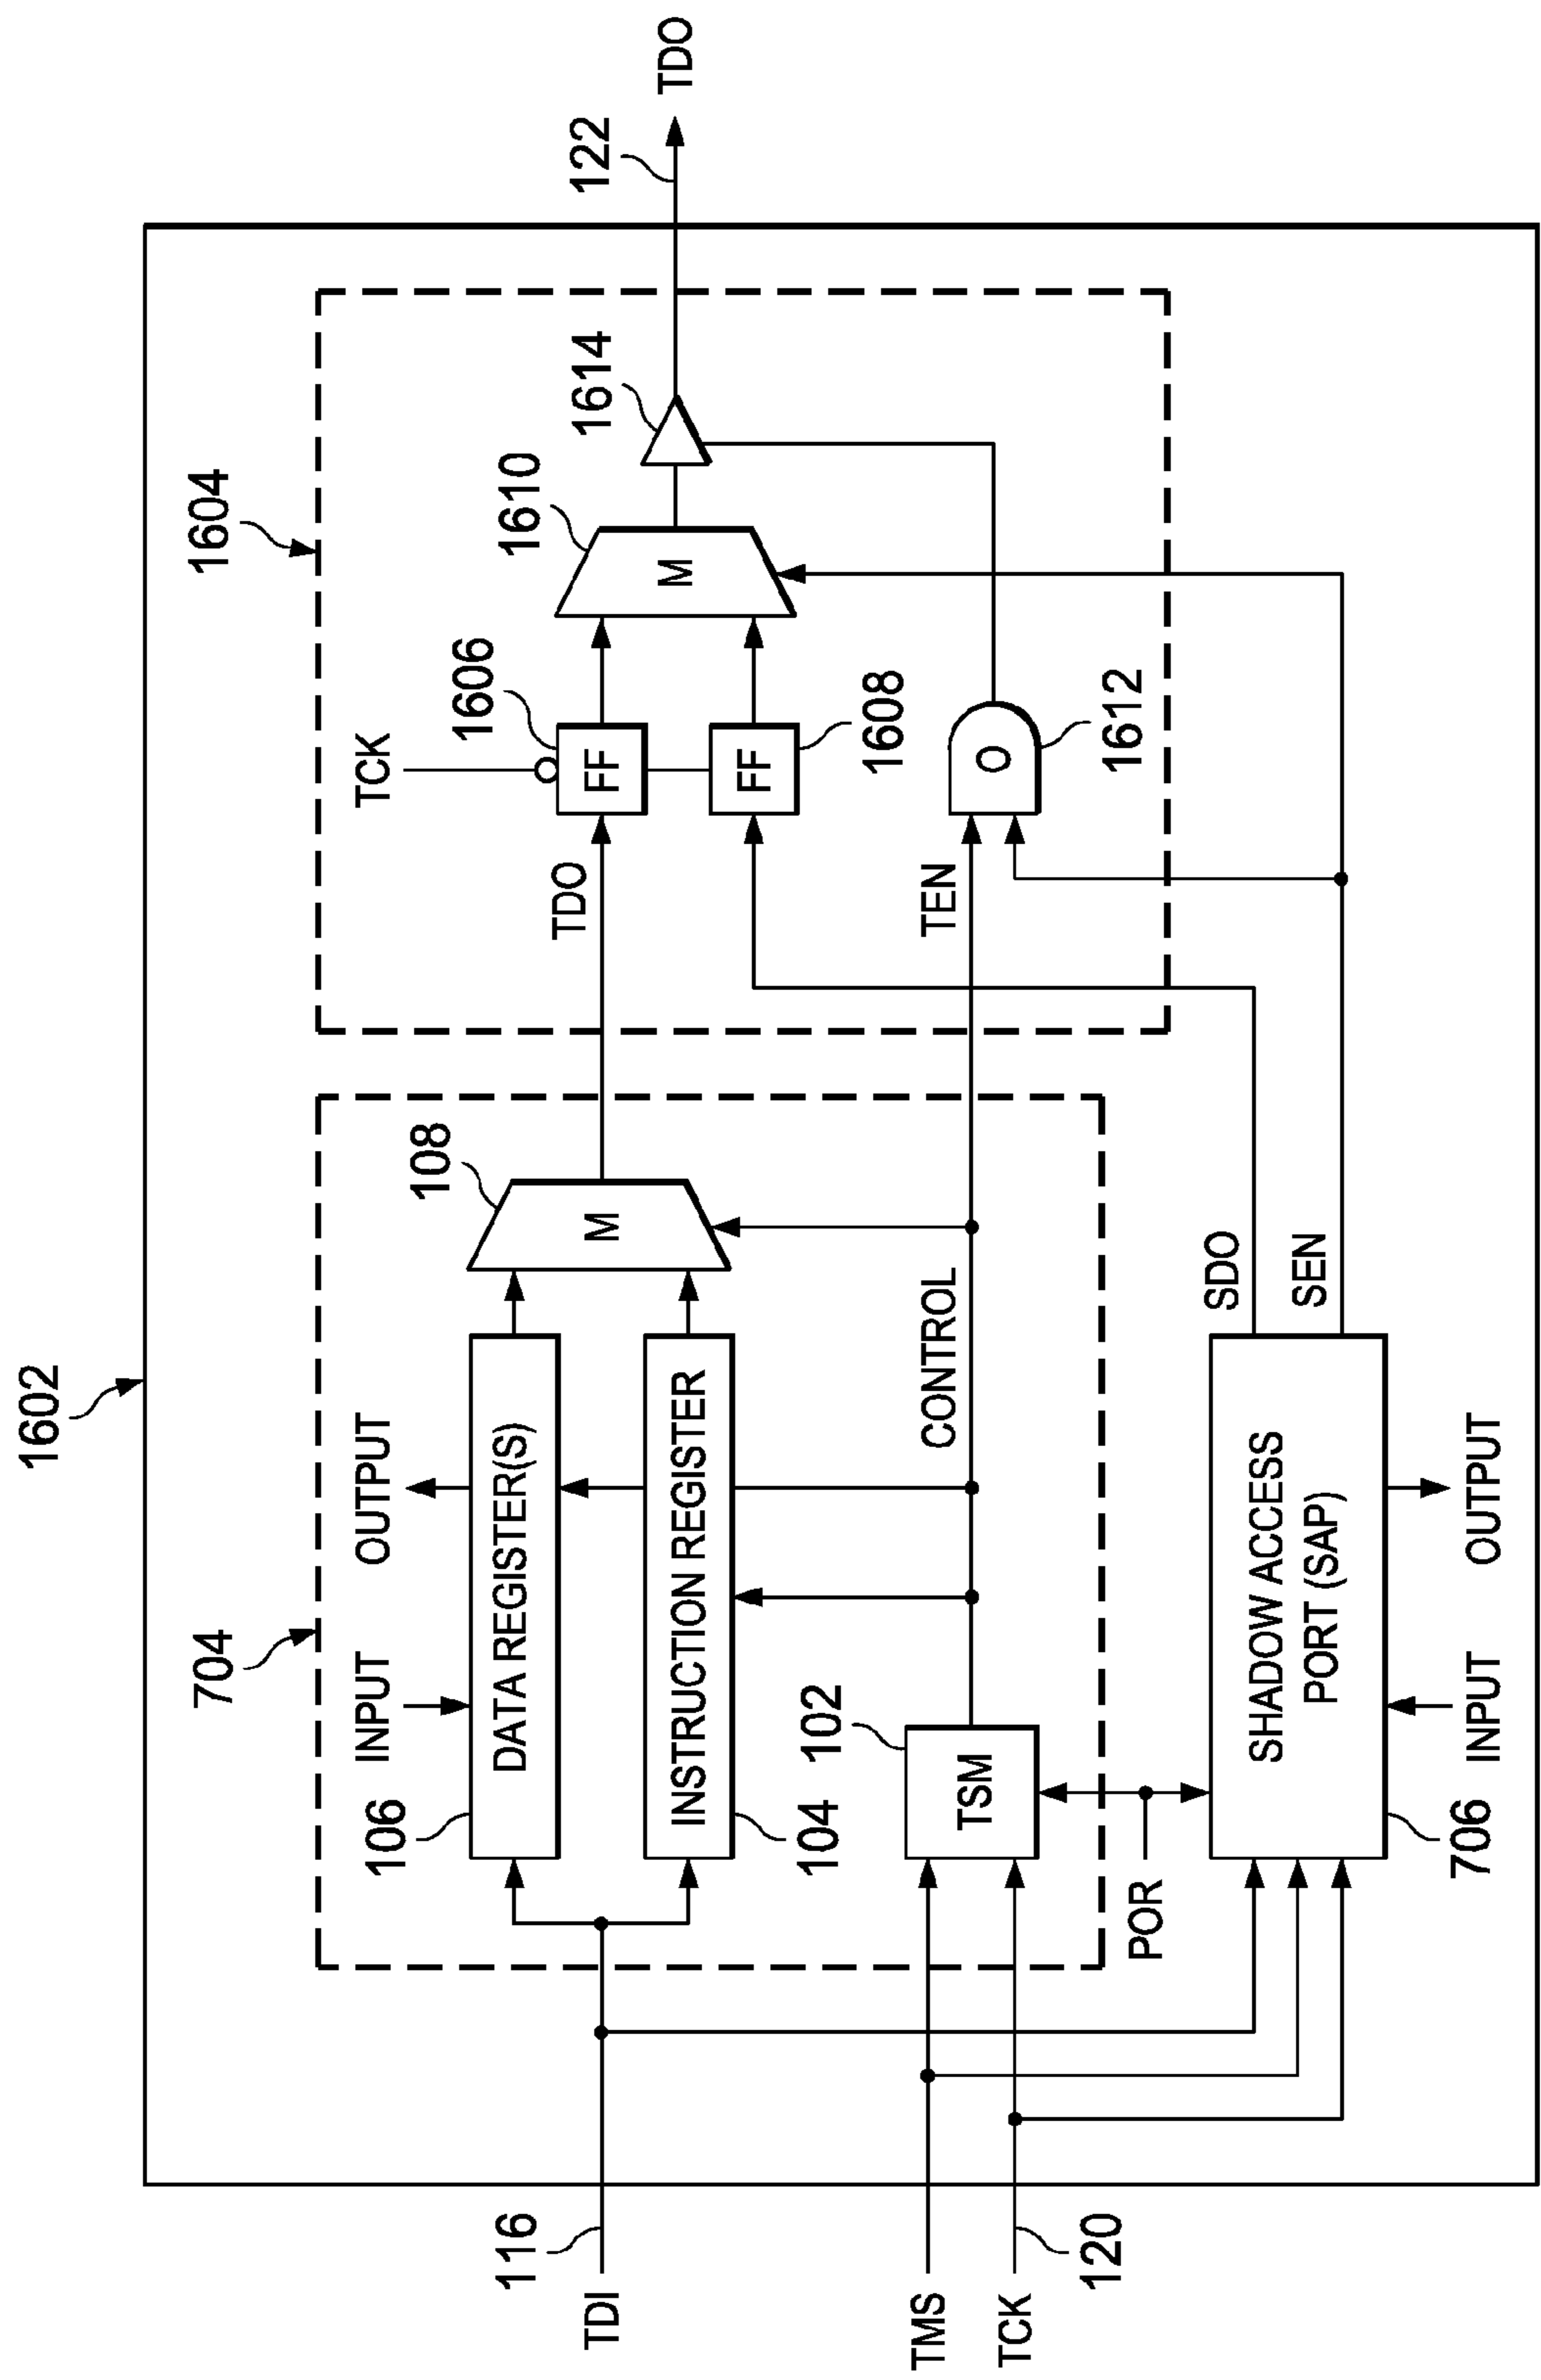 1602
704
1604
INPUT
OUTPUT
TCK
106
DATA REGISTER(S)
108
M
1606
FF
1610
M
1614
122
TDO
116
TDI
INSTRUCTION REGISTER
104
TDO
FF
1608
TMS
TCK
120
102
TSM
CONTROL
TEN
O
1612
POR
SHADOW ACCESS
PORT (SAP)
SDO
SEN
706
INPUT
OUTPUT